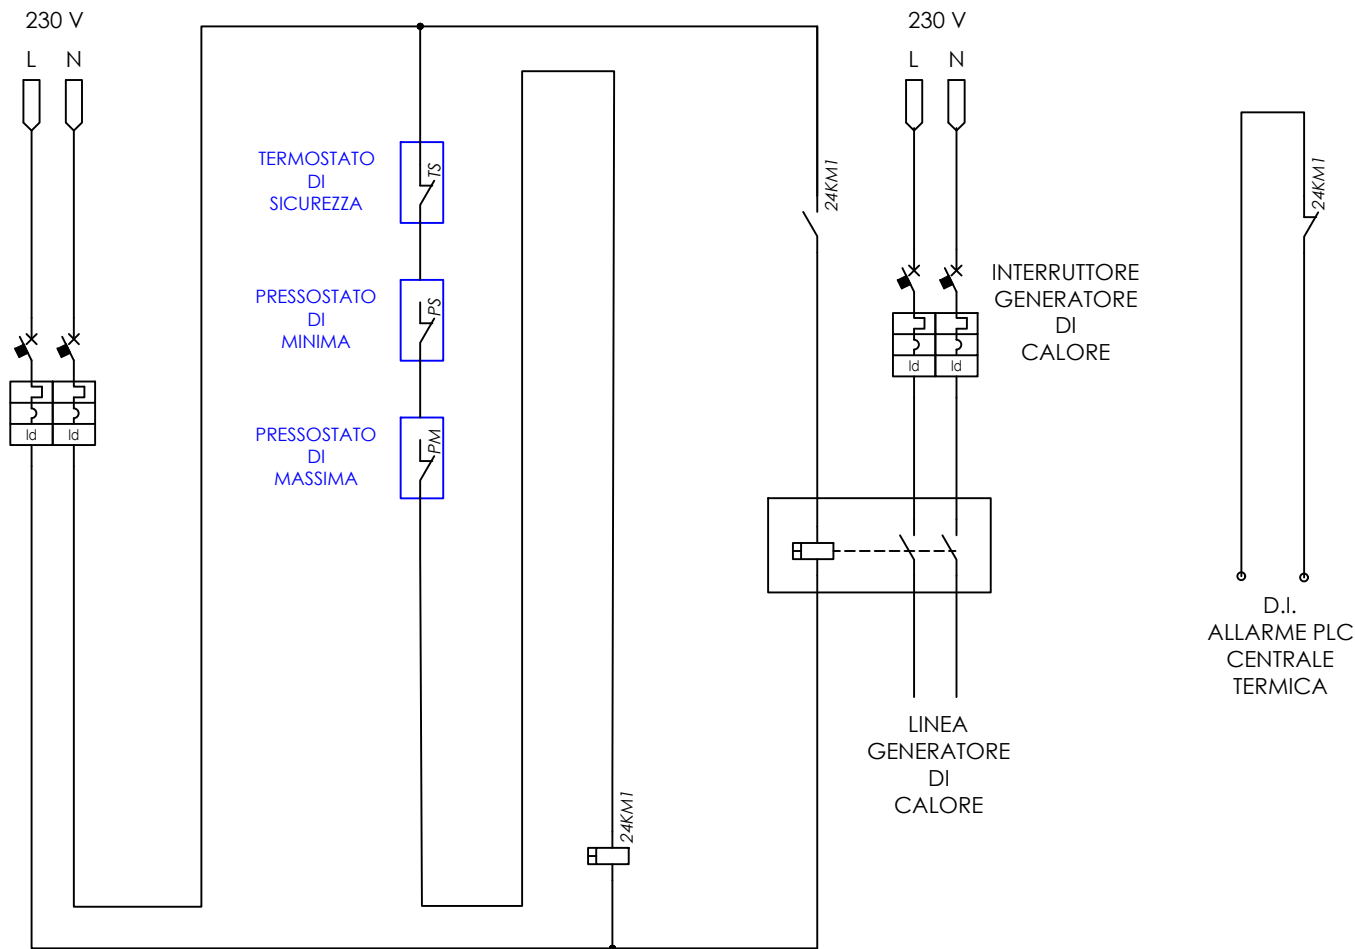 230 V
L N
TERMOSTATO
DI
SICUREZZA
TS
PRESSOSTATO
DI
MINIMA
PS
PRESSOSTATO
DI
MASSIMA
PM
Id Id
24KM1
24KM1
230 V
L N
INTERRUTTORE
GENERATORE
DI
CALORE
Id Id
LINEA
GENERATORE
DI
CALORE
24KM1
D.I.
ALLARME PLC
CENTRALE
TERMICA